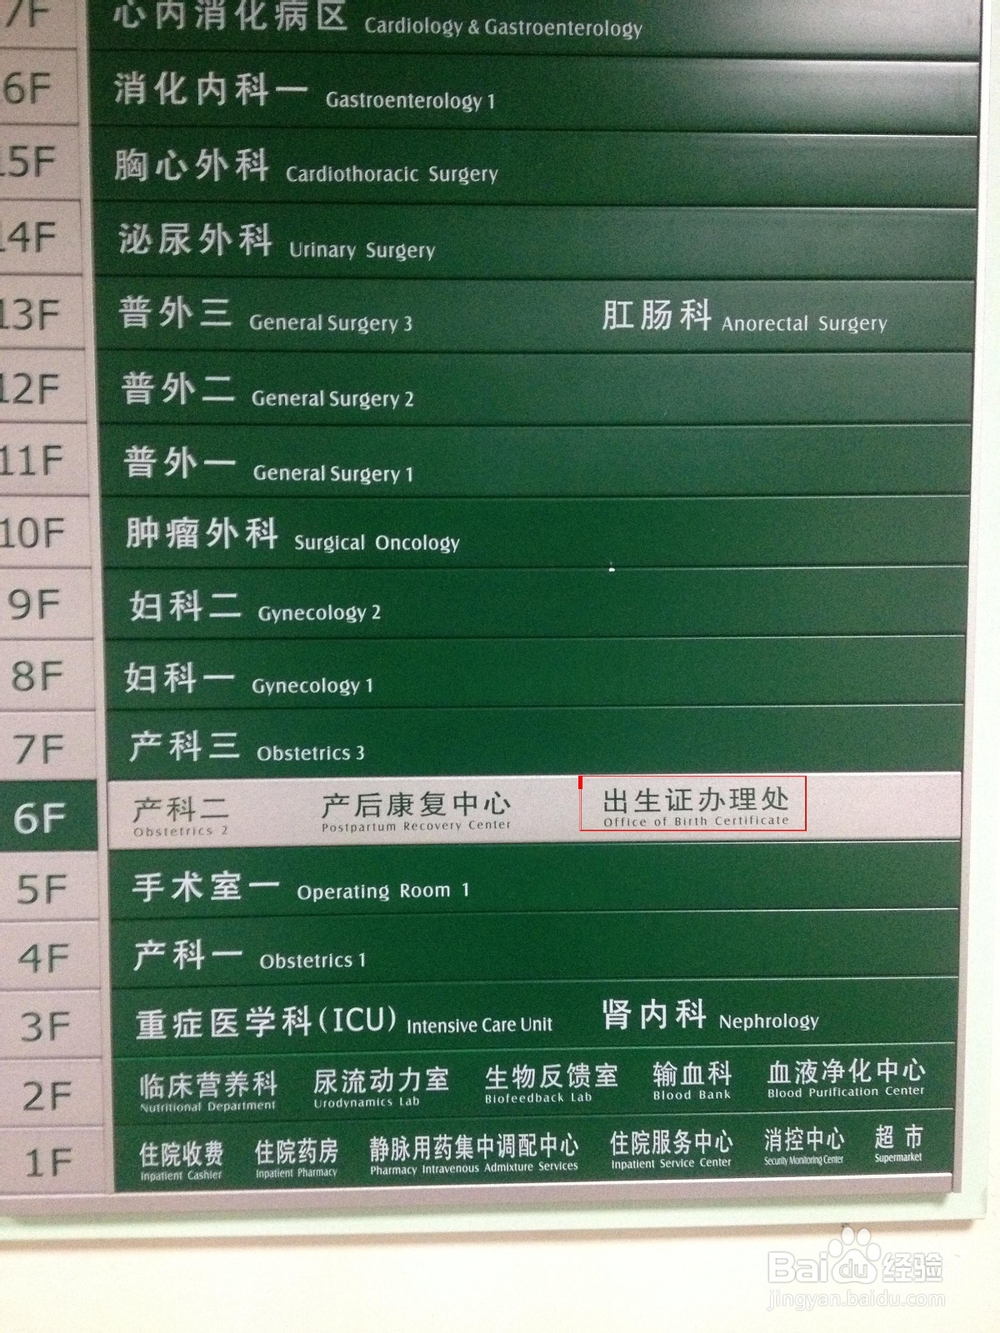 7F 心内消化病区 Cardiology & Gastroenterology
6F 消化内科一 Gastroenterology 1
15F 胸心外科 Cardiothoracic Surgery
14F 泌尿外科 Urinary Surgery
13F 普外三 General Surgery 3 肛肠科 Anorectal Surgery
12F 普外二 General Surgery 2
11F 普外一 General Surgery 1
10F 肿瘤外科 Surgical Oncology
9F 妇科二 Gynecology 2
8F 妇科一 Gynecology 1
7F 产科三 Obstetrics 3
6F 产科二 产后康复中心 出生证办理处
Obstetrics 2 Postpartum Recovery Center Office of Birth Certificate
5F 手术室一 Operating Room 1
4F 产科一 Obstetrics 1
3F 重症医学科(ICU) Intensive Care Unit 肾内科 Nephrology
2F 临床营养科 尿流动力室 生物反馈室 输血科 血液净化中心
Nutritional Department Urodynamics Lab Biofeedback Lab Blood Bank Blood Purification Center
1F 住院收费 住院药房 静脉用药集中调配中心 住院服务中心 消控中心 超市
Inpatient Cashier Inpatient Pharmacy Pharmacy Intravenous Admixture Services Inpatient Service Center Security Monitoring Center Supermarket
Baidu 经验
jingyan.baidu.com